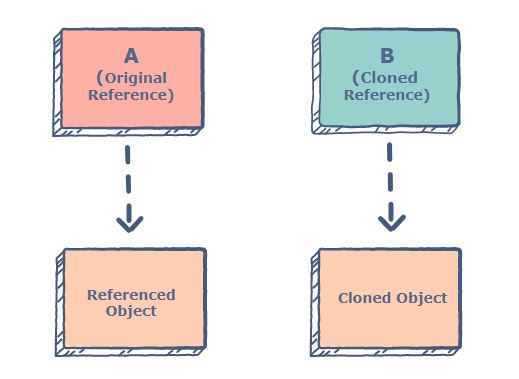 A
(Original
Reference)
B
(Cloned
Reference)
Referenced
Object
Cloned Object